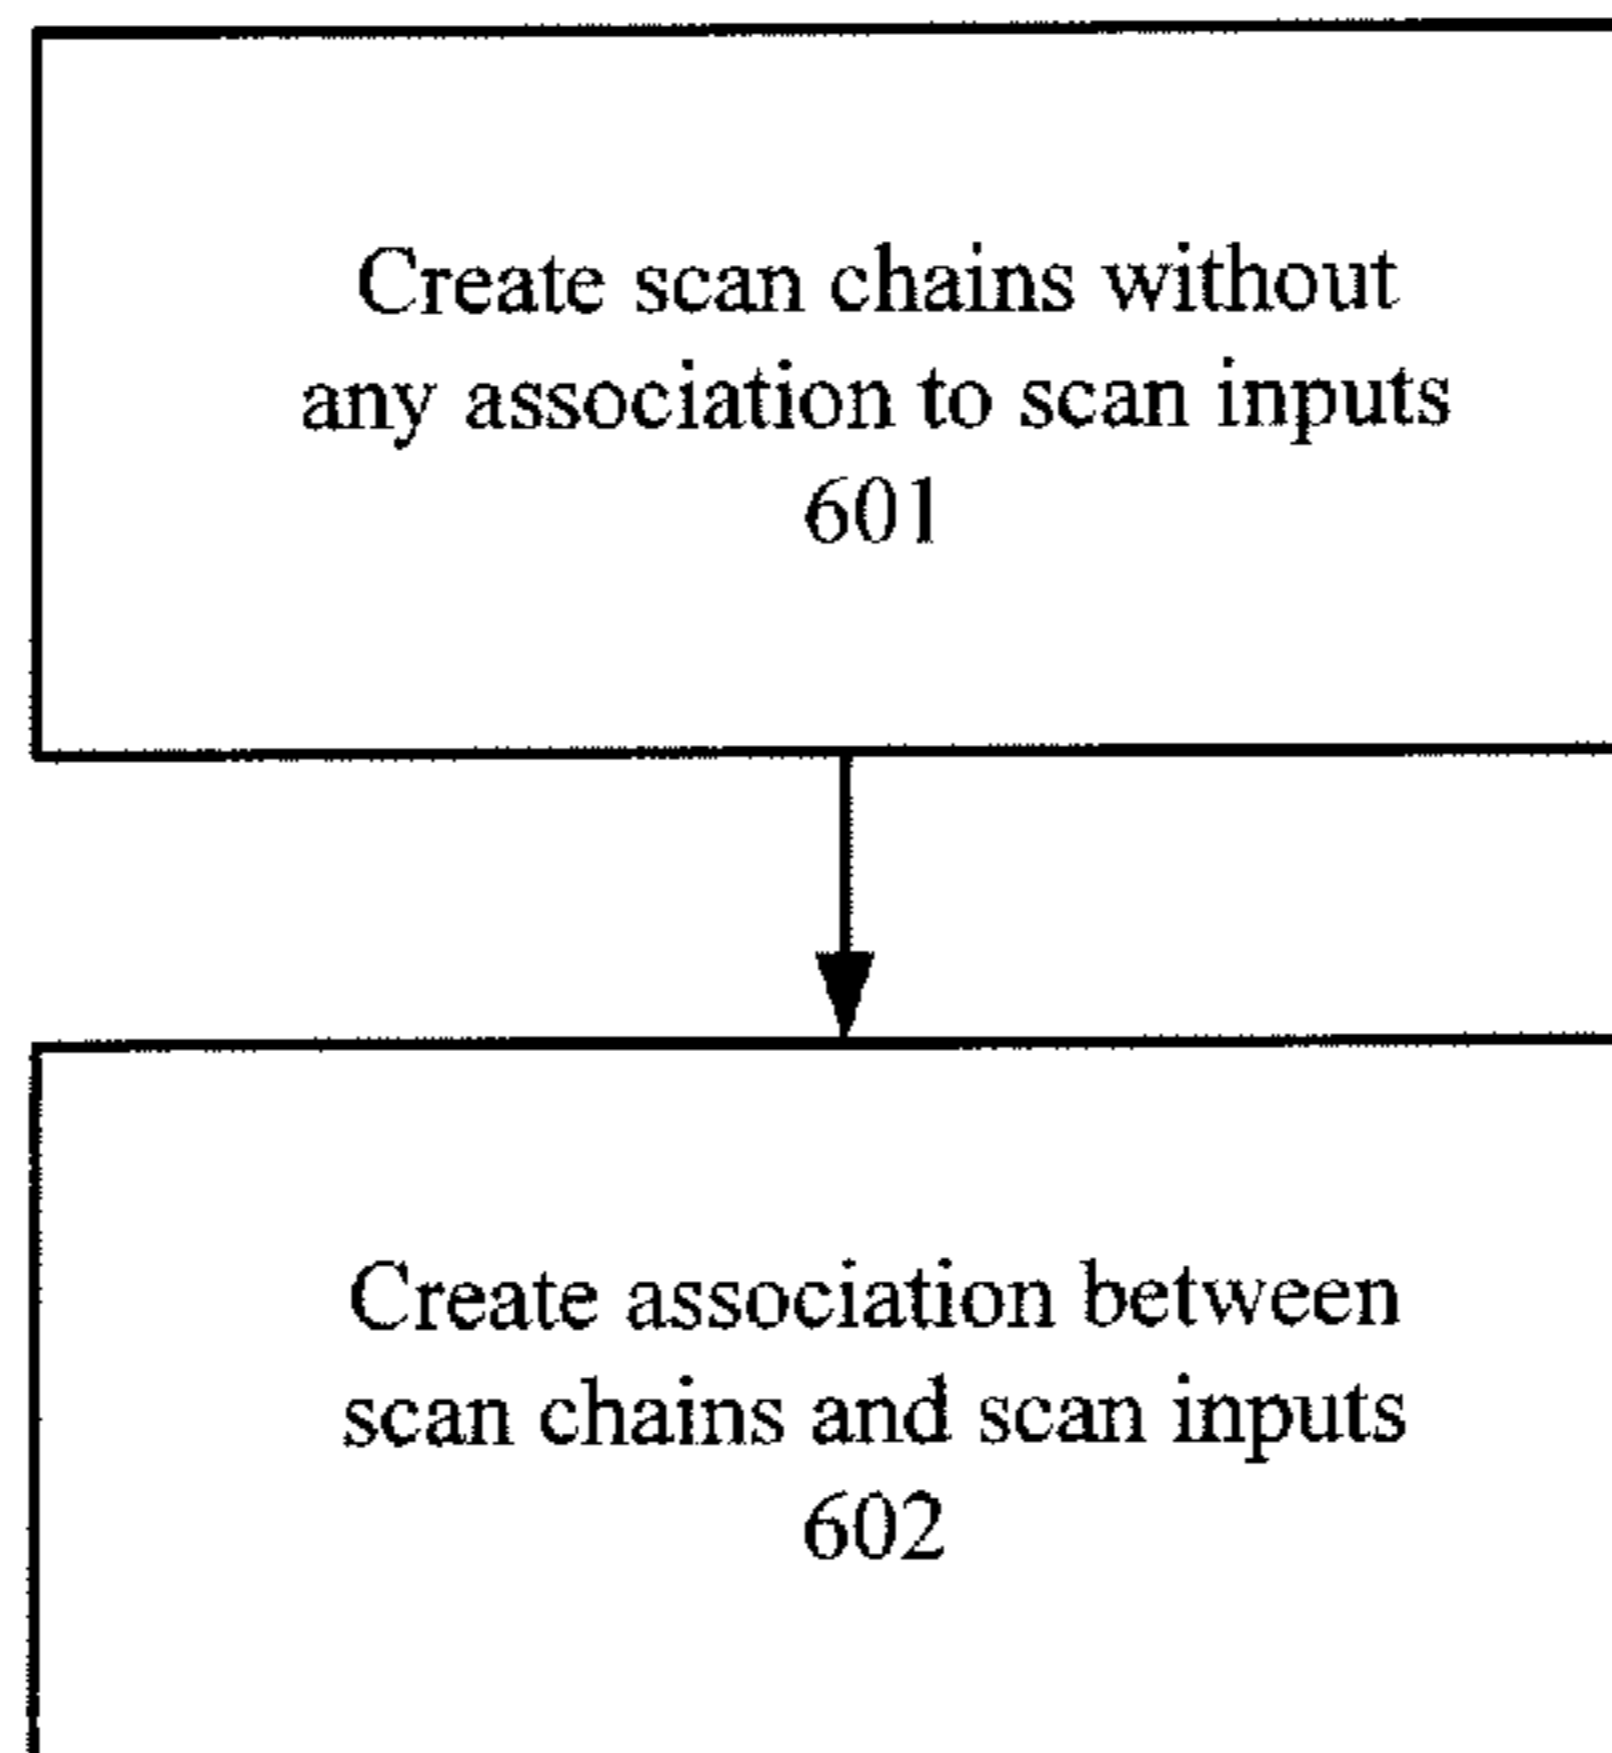 Create scan chains without
any association to scan inputs
601
Create association between
scan chains and scan inputs
602